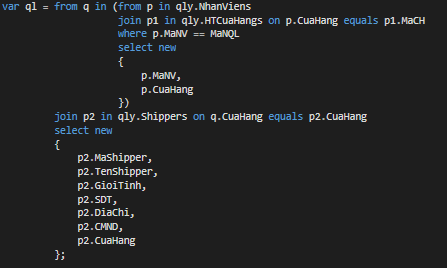 var ql = from q in (from p in qly.NhanViens
join p1 in qly.HTCuaHangs on p.CuaHang equals p1.MaCH
where p.MaNV == MaNQL
select new
{
p.MaNV,
p.CuaHang
})
join p2 in qly.Shippers on q.CuaHang equals p2.CuaHang
select new
{
p2.MaShipper,
p2.TenShipper,
p2.GioiTinh,
p2.SDT,
p2.DiaChi,
p2.CMND,
p2.CuaHang
};